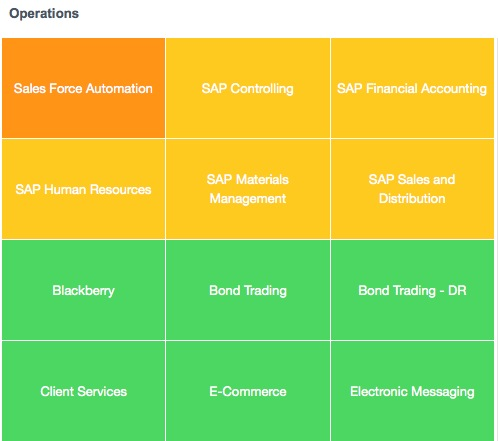 Operations
Sales Force Automation
SAP Controlling
SAP Financial Accounting
SAP Human Resources
SAP Materials
Management
SAP Sales and
Distribution
Blackberry
Bond Trading
Bond Trading - DR
Client Services
E-Commerce
Electronic Messaging